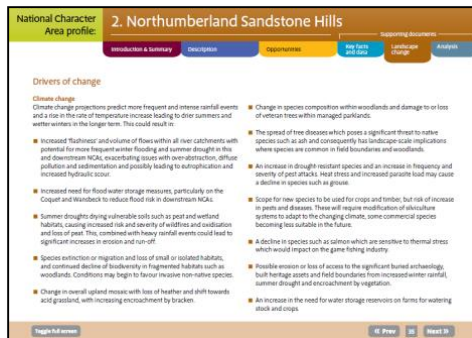 National Character
Area profile:
2. Northumberland Sandstone Hills
Supporting documents
Introduction & Summary
Description
Opportunities
Key facts
and data
Landscape
change
Analysis
Drivers of change
Climate change
Climate change projections predict more frequent and intense rainfall events
and a rise in the rate of temperature increase leading to drier summers and
wetter winters in the longer term. This could result in:
■ Increased 'flashiness' and volume of flows within all river catchments with
potential for more frequent winter flooding and summer drought in this
and downstream NCAs, exacerbating issues with over-abstraction, diffuse
pollution and sedimentation and possibly leading to eutrophication and
increased hydraulic scour.
■ Increased need for flood water storage measures, particularly on the
Coquet and Wansbeck to reduce flood risk in downstream NCAs.
■ Summer droughts drying vulnerable soils such as peat and wetland
habitats, causing increased risk and severity of wildfires and oxidisation
and loss of peat. This, combined with heavy rainfall events could lead to
significant increases in erosion and run-off.
■ Species extinction or migration and loss of small or isolated habitats,
and continued decline of biodiversity in fragmented habitats such as
woodlands. Conditions may begin to favour invasive non-native species.
■ Change in overall upland mosaic with loss of heather and shift towards
acid grassland, with increasing encroachment by bracken.
■ Change in species composition within woodlands and damage to or loss
of veteran trees within managed parklands.
■ The spread of tree diseases which poses a significant threat to native
species such as ash and consequently has landscape-scale implications
where species are common in field boundaries and woodlands.
■ An increase in drought-resistant species and an increase in frequency and
severity of pest attacks. Heat stress and increased parasite load may cause
a decline in species such as grouse.
■ Scope for new species to be used for crops and timber, but risk of increase
in pests and diseases. These will require modification of silviculture
systems to adapt to the changing climate, some commercial species
becoming less suitable in the future.
■ A decline in species such as salmon which are sensitive to thermal stress
which would impact on the game fishing industry.
■ Possible erosion or loss of access to the significant buried archaeology,
built heritage assets and field boundaries from increased winter rainfall,
summer drought and encroachment by vegetation.
■ An increase in the need for water storage reservoirs on farms for watering
stock and crops.
Toggle full screen
Prev
Next